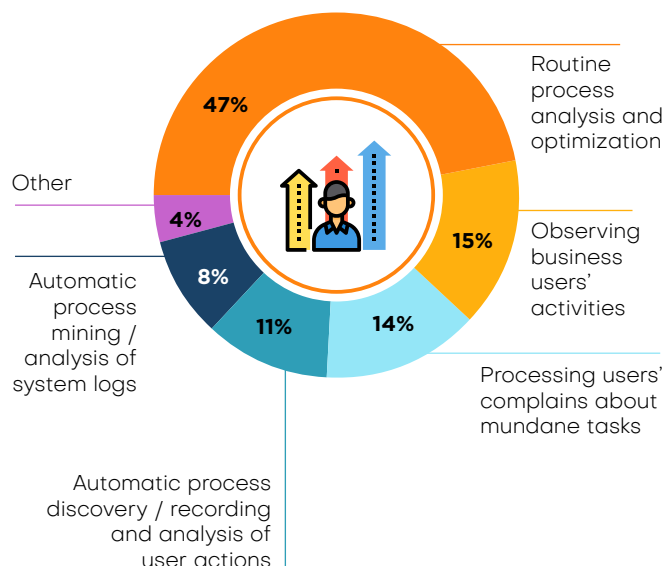 47%
Routine
process
analysis and
optimization
Other
4%
15%
Observing
business
users'
activities
8%
Automatic
process
mining /
analysis of
system logs
11%
14%
Processing users'
complains about
mundane tasks
Automatic process
discovery / recording
and analysis of
user actions